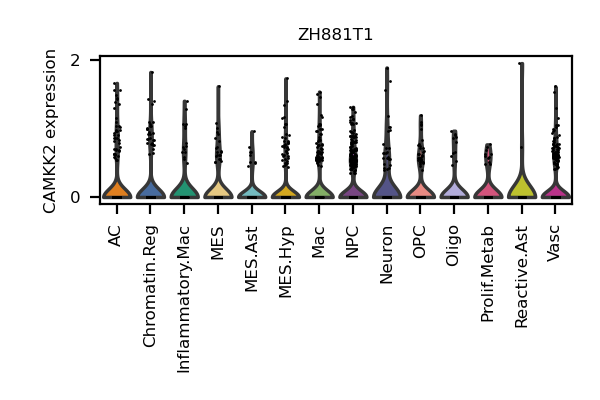 ZH881T1
CAMKK2 expression
2
0
AC
Chromatin.Reg
Inflammatory.Mac
MES
MES.Ast
MES.Hyp
Mac
NPC
Neuron
OPC
Oligo
Prolif.Metab
Reactive.Ast
Vasc